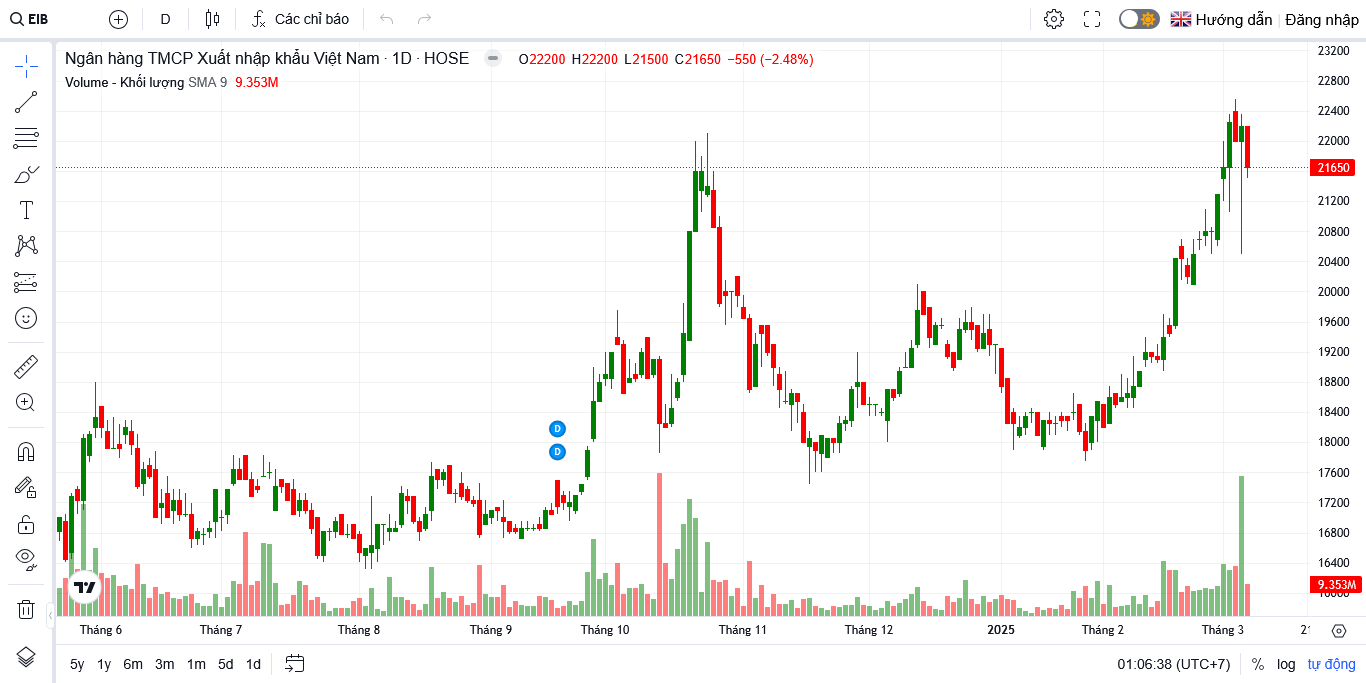 EIB D Các chỉ báo Hướng dẫn Đăng nhập
Ngân hàng TMCP Xuất nhập khẩu Việt Nam · 1D · HOSE O22200 H22200 L21500 C21650 −550 (−2.48%)
Volume - Khối lượng SMA 9 9.353M
23200
22800
22400
22000
21650
21200
20800
20400
20000
19600
19200
18800
18400
D
18000
D
17600
17200
16800
16400
9.353M
16000
Tháng 6 Tháng 7 Tháng 8 Tháng 9 Tháng 10 Tháng 11 Tháng 12 2025 Tháng 2 Tháng 3 21
5y 1y 6m 3m 1m 5d 1d 01:06:38 (UTC+7) % log tự động